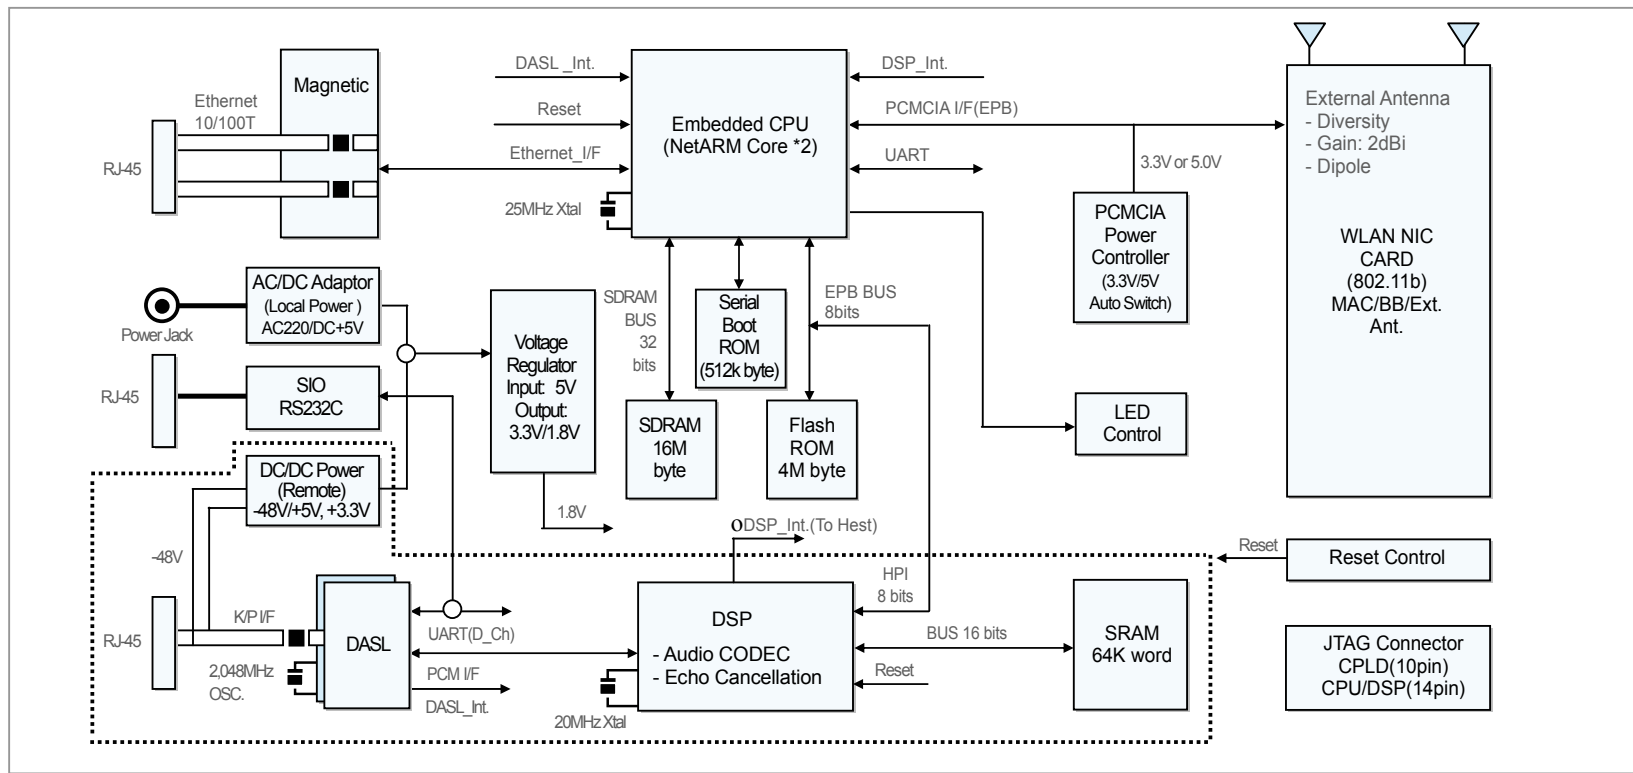 Magnetic
Ethernet
10/100T
RJ-45
DASL _Int.
Reset
Ethernet_I/F
25MHz Xtal
Embedded CPU
(NetARM Core *2)
DSP_Int.
PCMCIA I/F(EPB)
UART
3.3V or 5.0V
PCMCIA
Power
Controller
(3.3V/5V
Auto Switch)
External Antenna
- Diversity
- Gain: 2dBi
- Dipole
WLAN NIC
CARD
(802.11b)
MAC/BB/Ext.
Ant.
Power Jack
AC/DC Adaptor
(Local Power )
AC220/DC+5V
RJ-45
SIO
RS232C
Voltage
Regulator
Input: 5V
Output:
3.3V/1.8V
1.8V
SDRAM
BUS
32
bits
Serial
Boot
ROM
(512k byte)
EPB BUS
8bits
SDRAM
16M
byte
Flash
ROM
4M byte
LED
Control
DC/DC Power
(Remote)
-48V/+5V, +3.3V
-48V
oDSP_Int.(To Hest)
HPI
8 bits
Reset
Reset Control
RJ-45
K/P I/F
2,048MHz
OSC.
DASL
UART(D_Ch)
PCM I/F
DASL_Int.
20MHz Xtal
DSP
- Audio CODEC
- Echo Cancellation
BUS 16 bits
Reset
SRAM
64K word
JTAG Connector
CPLD(10pin)
CPU/DSP(14pin)